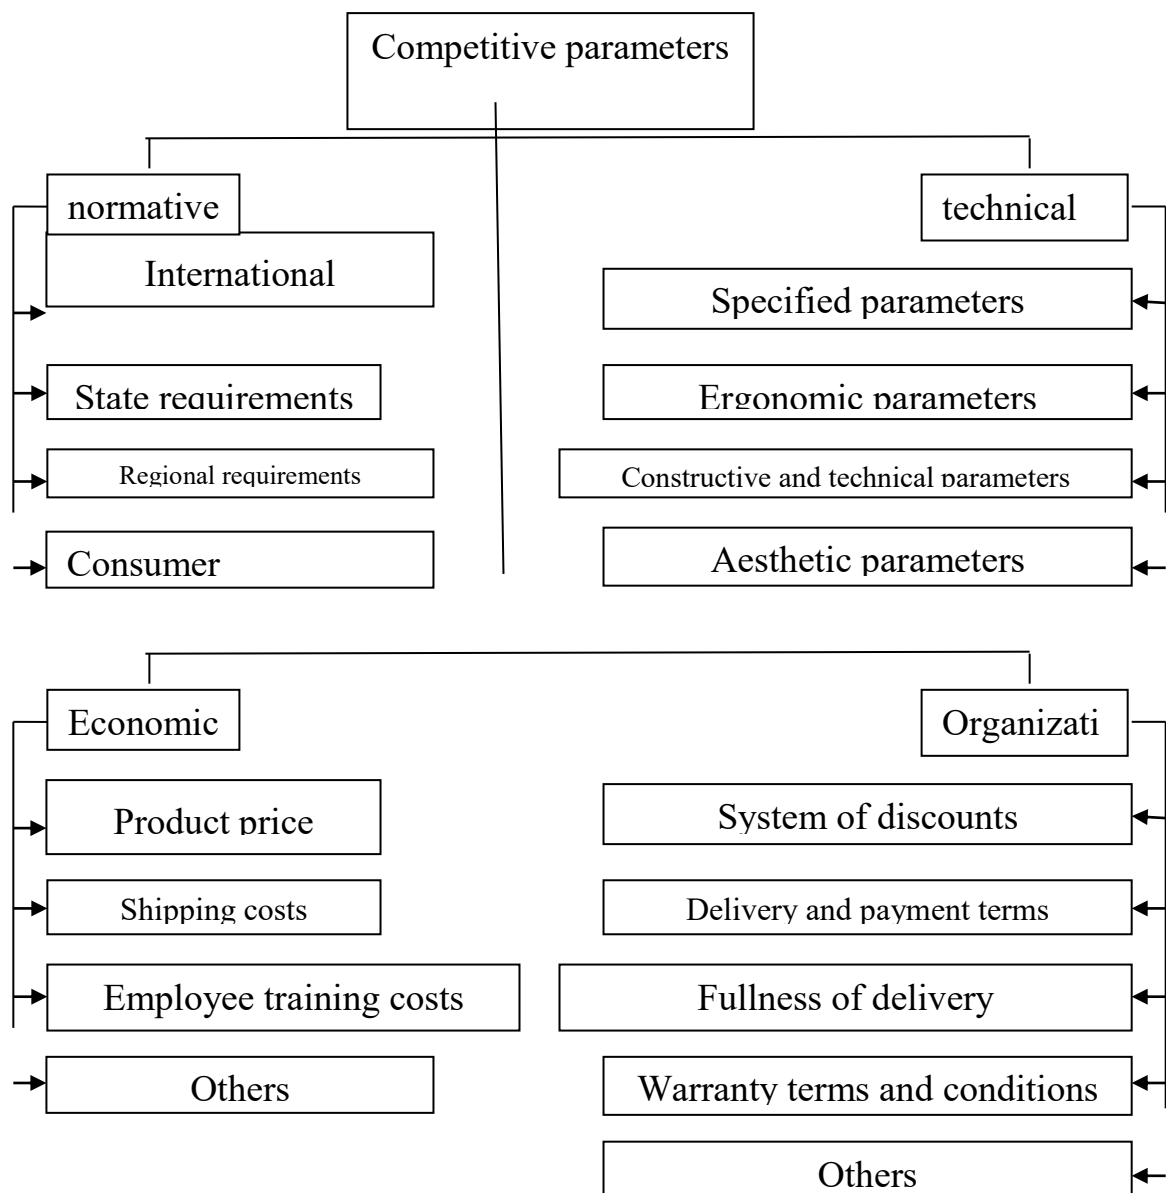 Competitive parameters
normative
International
State requirements
Regional requirements
Consumer
technical
Specified parameters
Ergonomic parameters
Constructive and technical parameters
Aesthetic parameters
Economic
Product price
Shipping costs
Employee training costs
Others
Organizati
System of discounts
Delivery and payment terms
Fullness of delivery
Warranty terms and conditions
Others